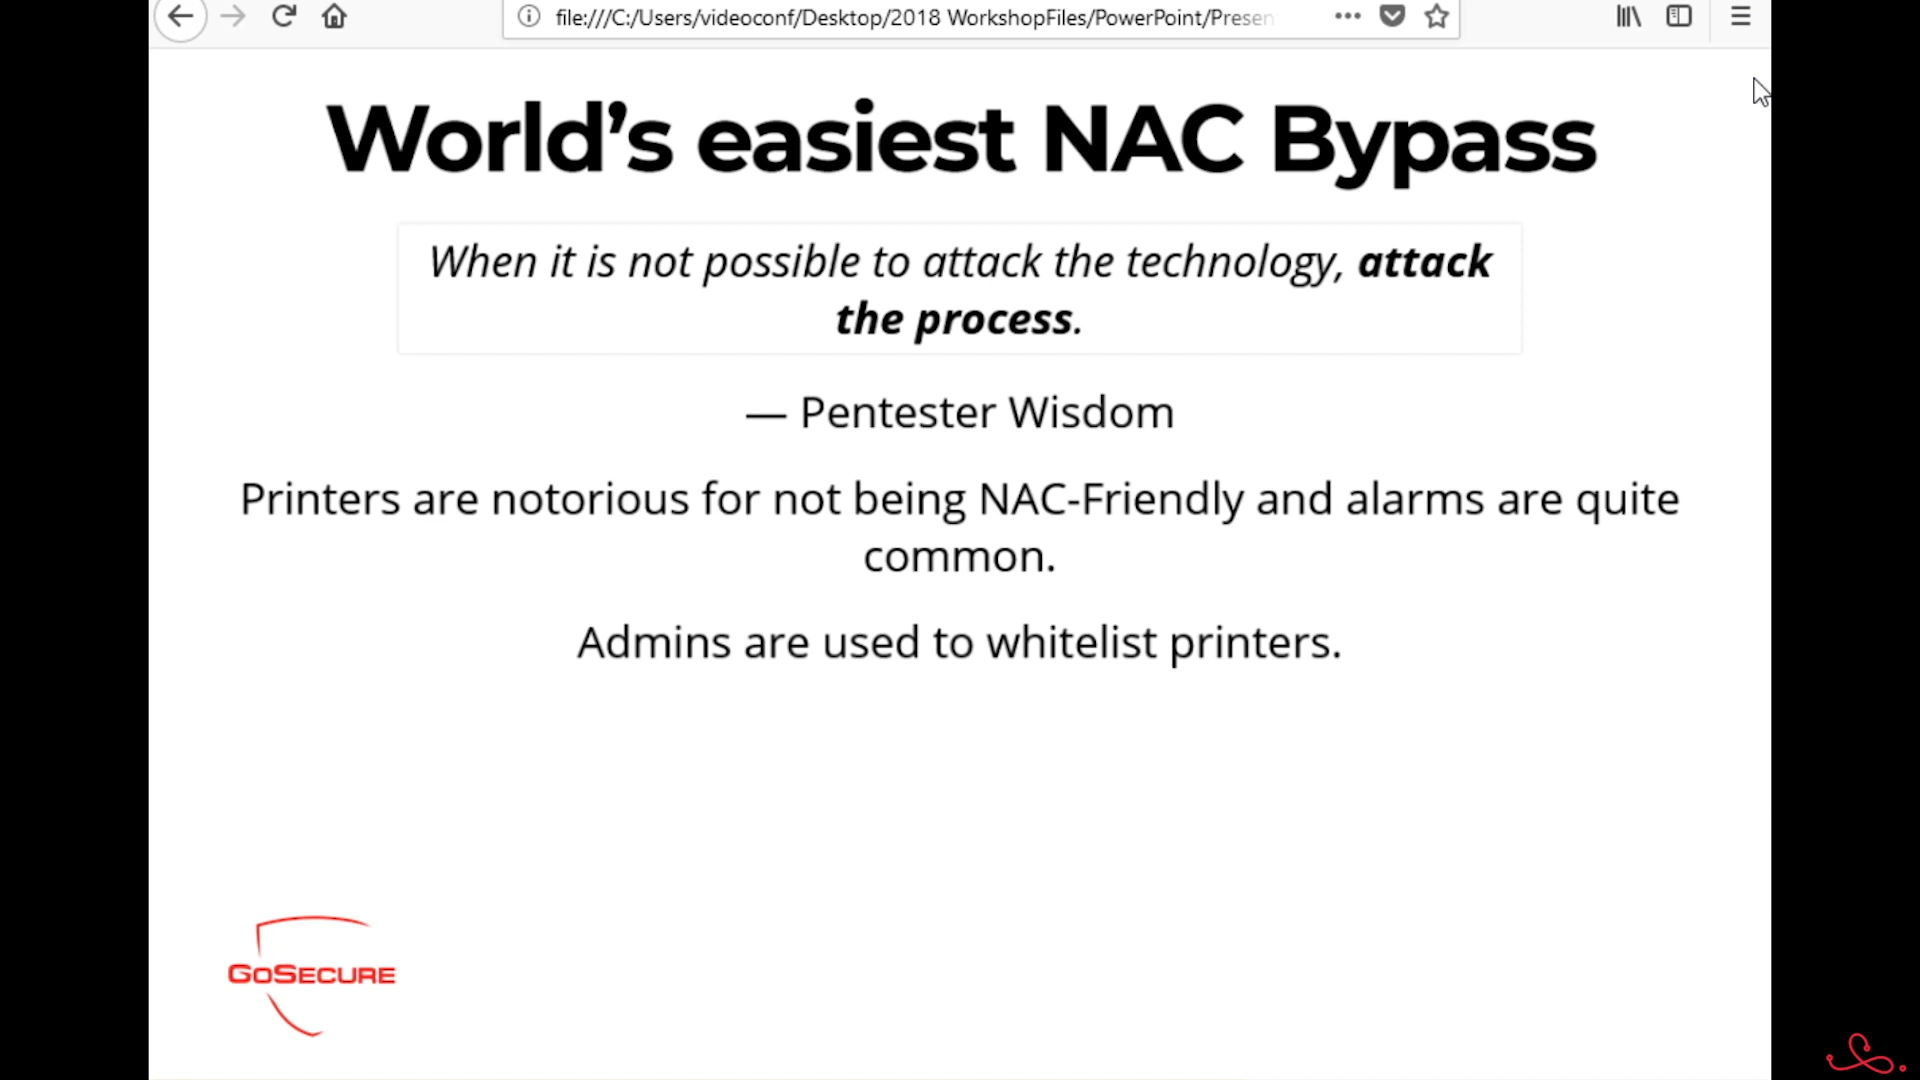 file:///C:/Users/videoconf/Desktop/2018 WorkshopFiles/PowerPoint/Presen
World’s easiest NAC Bypass
When it is not possible to attack the technology, attack
the process.
— Pentester Wisdom
Printers are notorious for not being NAC-Friendly and alarms are quite
common.
Admins are used to whitelist printers.
GoSecure